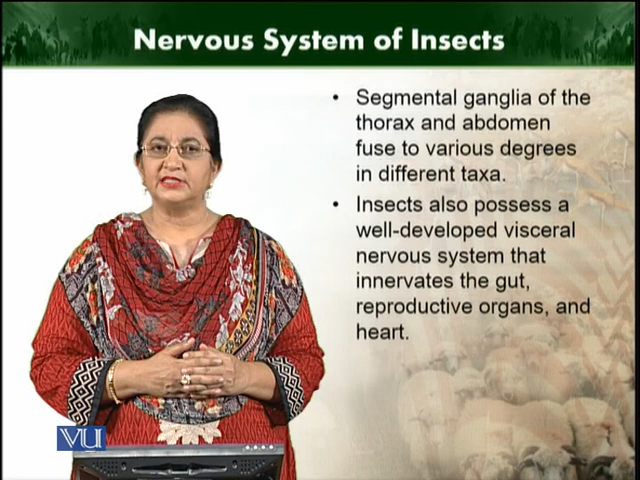 Nervous System of Insects
• Segmental ganglia of the
thorax and abdomen
fuse to various degrees
in different taxa.
• Insects also possess a
well-developed visceral
nervous system that
innervates the gut,
reproductive organs, and
heart.
VU